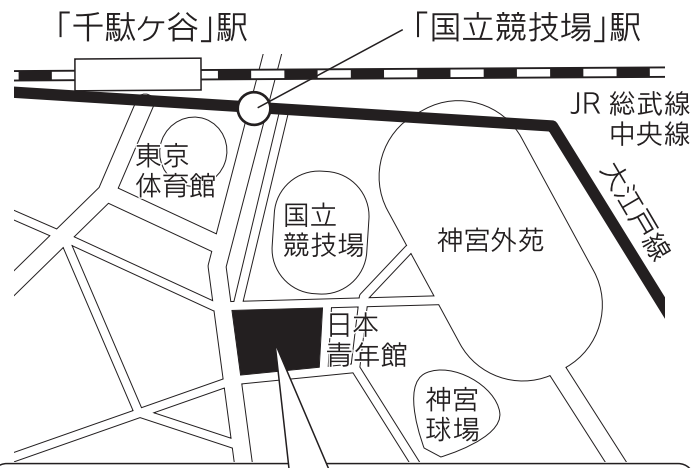 「千駄ケ谷」駅
「国立競技場」駅
JR 総武線
中央線
大江戸線
東京
体育館
国立
競技場
神宮外苑
日本
青年館
神宮
球場